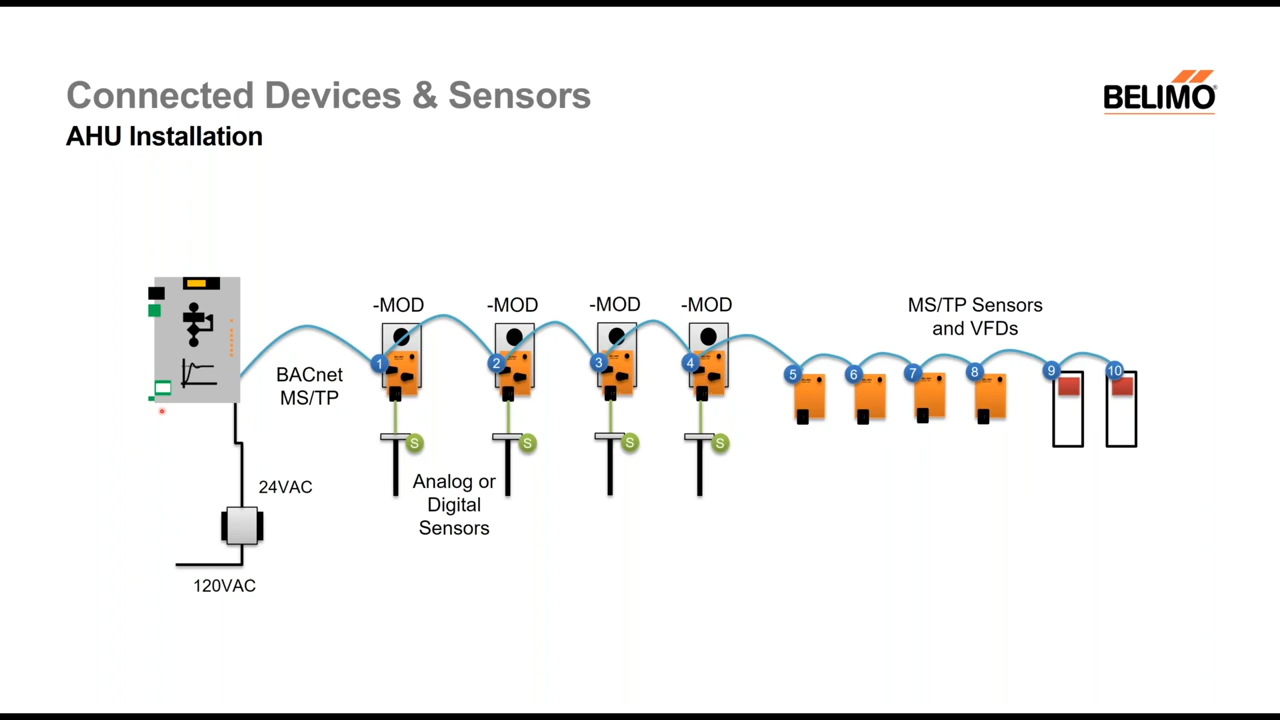 Connected Devices & Sensors
BELIMO
AHU Installation
-MOD
-MOD
-MOD
-MOD
MS/TP Sensors
and VFDs
BACnet
MS/TP
1
2
3
4
5
6
7
8
9
10
S
S
S
S
Analog or
Digital
Sensors
24VAC
120VAC